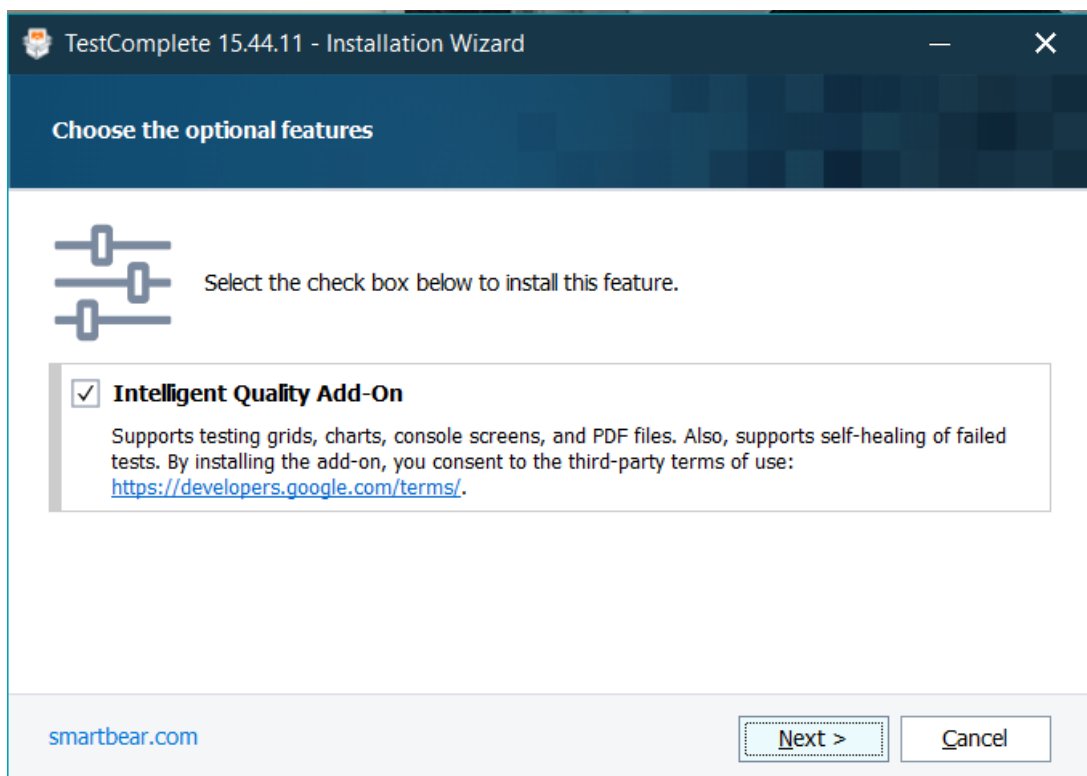 TestComplete 15.44.11 - Installation Wizard
Choose the optional features
Select the check box below to install this feature.
Intelligent Quality Add-On
Supports testing grids, charts, console screens, and PDF files. Also, supports self-healing of failed
tests. By installing the add-on, you consent to the third-party terms of use:
https://developers.google.com/terms/.
smartbear.com
Next >
Cancel